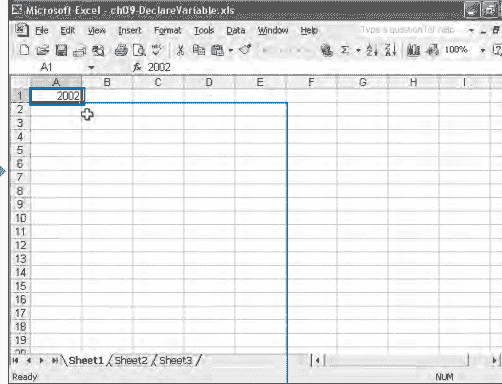 Microsoft Excel - ch09-DeclareVariable.xls
File Edit View Insert Format Tools Data Window Help Type a question for help
Σ 100%
A1 fx 2002
A B C D E F G H I
1 2002
2
3
4
5
6
7
8
9
10
11
12
13
14
15
16
17
18
19
20
Sheet1 Sheet2 Sheet3
Ready NUM